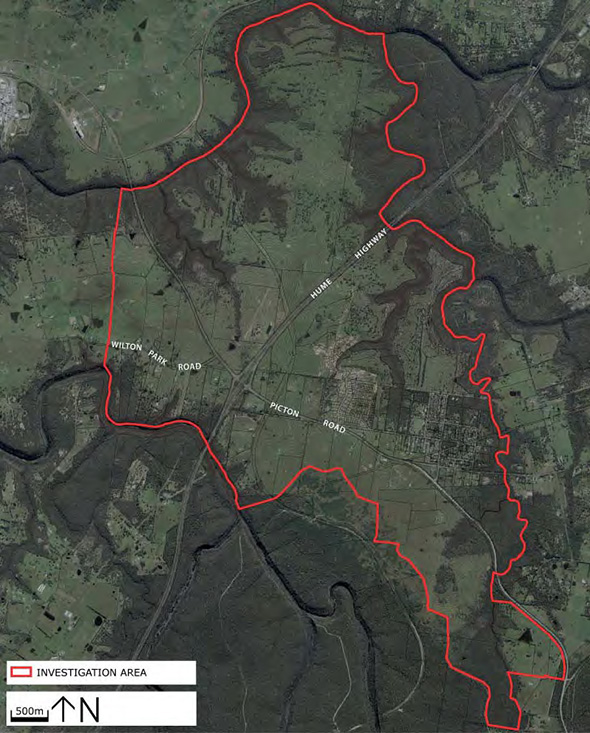 HUME HIGHWAY
WILTON PARK ROAD
PICTON ROAD
INVESTIGATION AREA
500m N